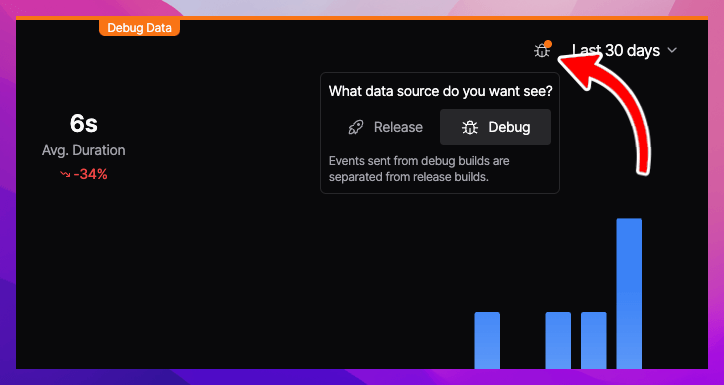 Debug Data
Last 30 days
What data source do you want see?
Release
Debug
Events sent from debug builds are
separated from release builds.
6s
Avg. Duration
-34%